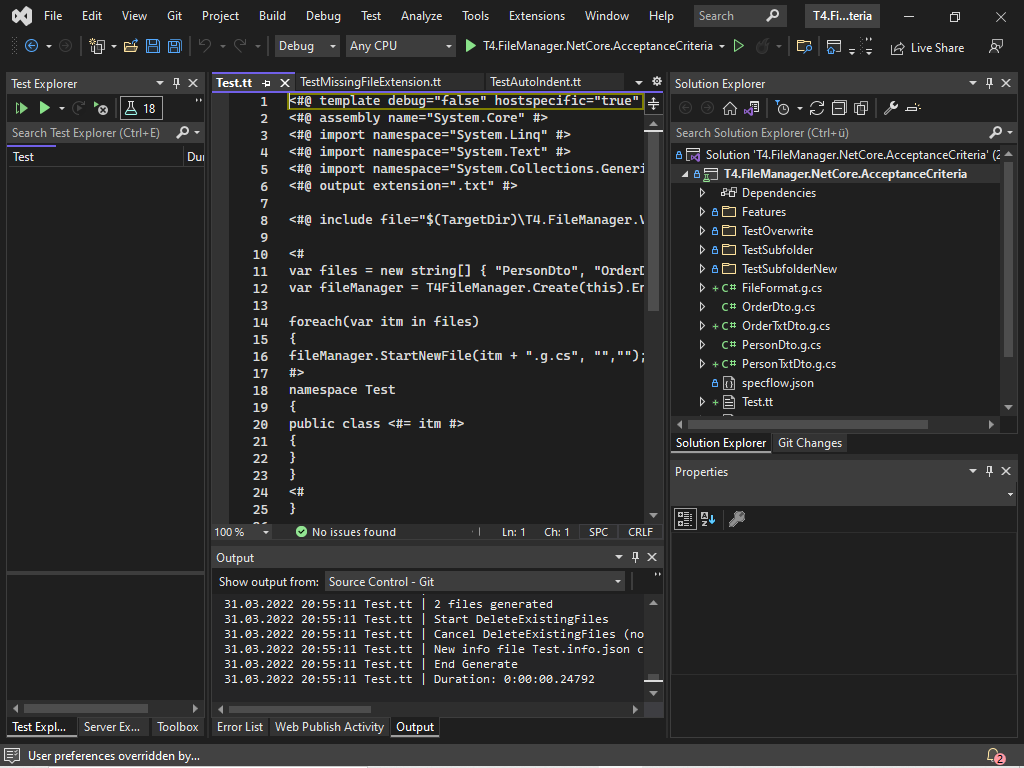 File Edit View Git Project Build Debug Test Analyze Tools Extensions Window Help Search T4.Fi...teria
Debug Any CPU T4.FileManager.NetCore.AcceptanceCriteria Live Share
Test Explorer
18
Search Test Explorer (Ctrl+E)
Test Dur
Test.tt TestMissingFileExtension.tt TestAutoIndent.tt
1 <#@ template debug="false" hostspecific="true"
2 <#@ assembly name="System.Core" #>
3 <#@ import namespace="System.Linq" #>
4 <#@ import namespace="System.Text" #>
5 <#@ import namespace="System.Collections.Generi
6 <#@ output extension=".txt" #>
7
8 <#@ include file="$(TargetDir)\T4.FileManager.V
9
10 <#
11 var files = new string[] { "PersonDto", "OrderD
12 var fileManager = T4FileManager.Create(this).En
13
14 foreach(var itm in files)
15 {
16 fileManager.StartNewFile(itm + ".g.cs", "","");
17 #>
18 namespace Test
19 {
20 public class <#= itm #>
21 {
22 }
23 }
24 <#
25 }
100 % No issues found Ln: 1 Ch: 1 SPC CRLF
Output
Show output from: Source Control - Git
31.03.2022 20:55:11 Test.tt | 2 files generated
31.03.2022 20:55:11 Test.tt | Start DeleteExistingFiles
31.03.2022 20:55:11 Test.tt | Cancel DeleteExistingFiles (no
31.03.2022 20:55:11 Test.tt | New info file Test.info.json c
31.03.2022 20:55:11 Test.tt | End Generate
31.03.2022 20:55:11 Test.tt | Duration: 0:00:00.24792
Solution Explorer
Search Solution Explorer (Ctrl+ü)
Solution 'T4.FileManager.NetCore.AcceptanceCriteria' (2
T4.FileManager.NetCore.AcceptanceCriteria
Dependencies
Features
TestOverwrite
TestSubfolder
TestSubfolderNew
+ C# FileFormat.g.cs
C# OrderDto.g.cs
+ C# OrderTxtDto.g.cs
C# PersonDto.g.cs
+ C# PersonTxtDto.g.cs
specflow.json
+ Test.tt
Solution Explorer Git Changes
Properties
Test Expl... Server Ex... Toolbox Error List Web Publish Activity Output
User preferences overridden by... 2